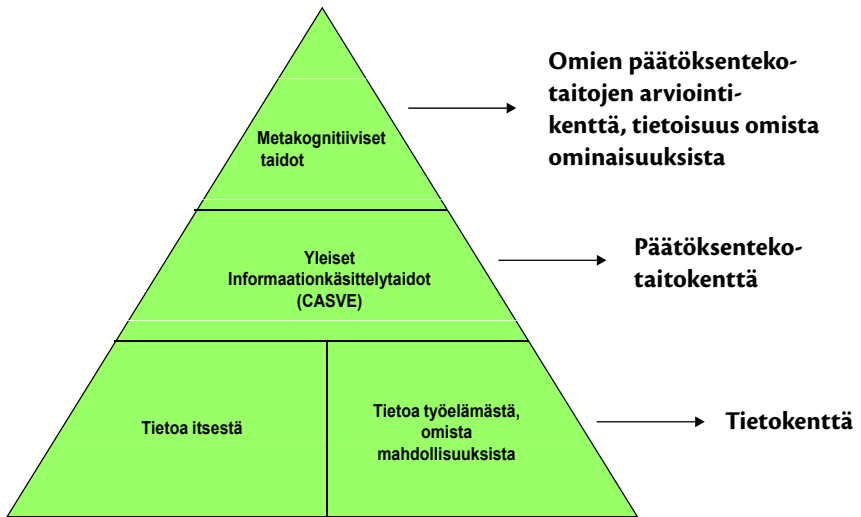 Metakognitiiviset
taidot
Omien päätöksenteko-
taitojen arviointi-
kenttä, tietoisuus omista
ominaisuuksista
Yleiset
Informaationkäsittelytaidot
(CASVE)
Päätöksenteko-
taitokenttä
Tietoa itsestä
Tietoa työelämästä,
omista
mahdollisuuksista
Tietokenttä